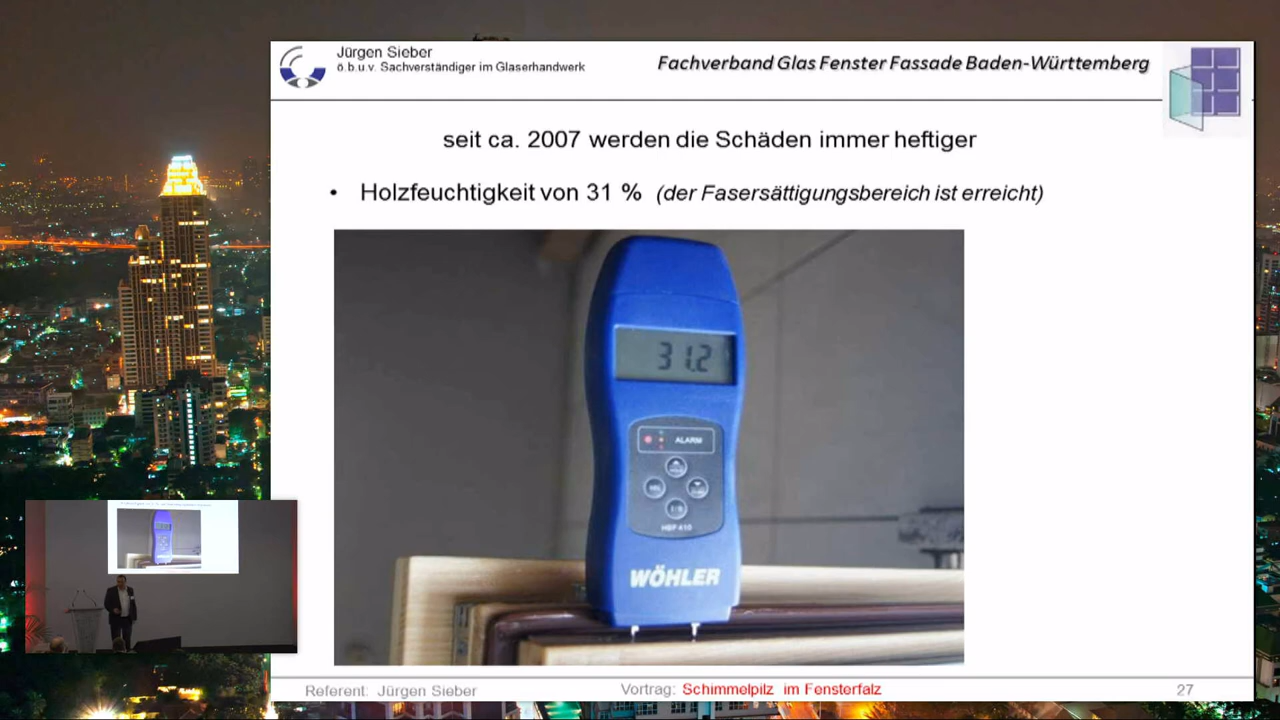 Jürgen Sieber
ö.b.u.v. Sachverständiger im Glaserhandwerk
Fachverband Glas Fenster Fassade Baden-Württemberg
seit ca. 2007 werden die Schäden immer heftiger
• Holzfeuchtigkeit von 31 % (der Fasersättigungsbereich ist erreicht)
31.2
ALARM
HBF 410
WÖHLER
Referent: Jürgen Sieber
Vortrag: Schimmelpilz im Fensterfalz
27